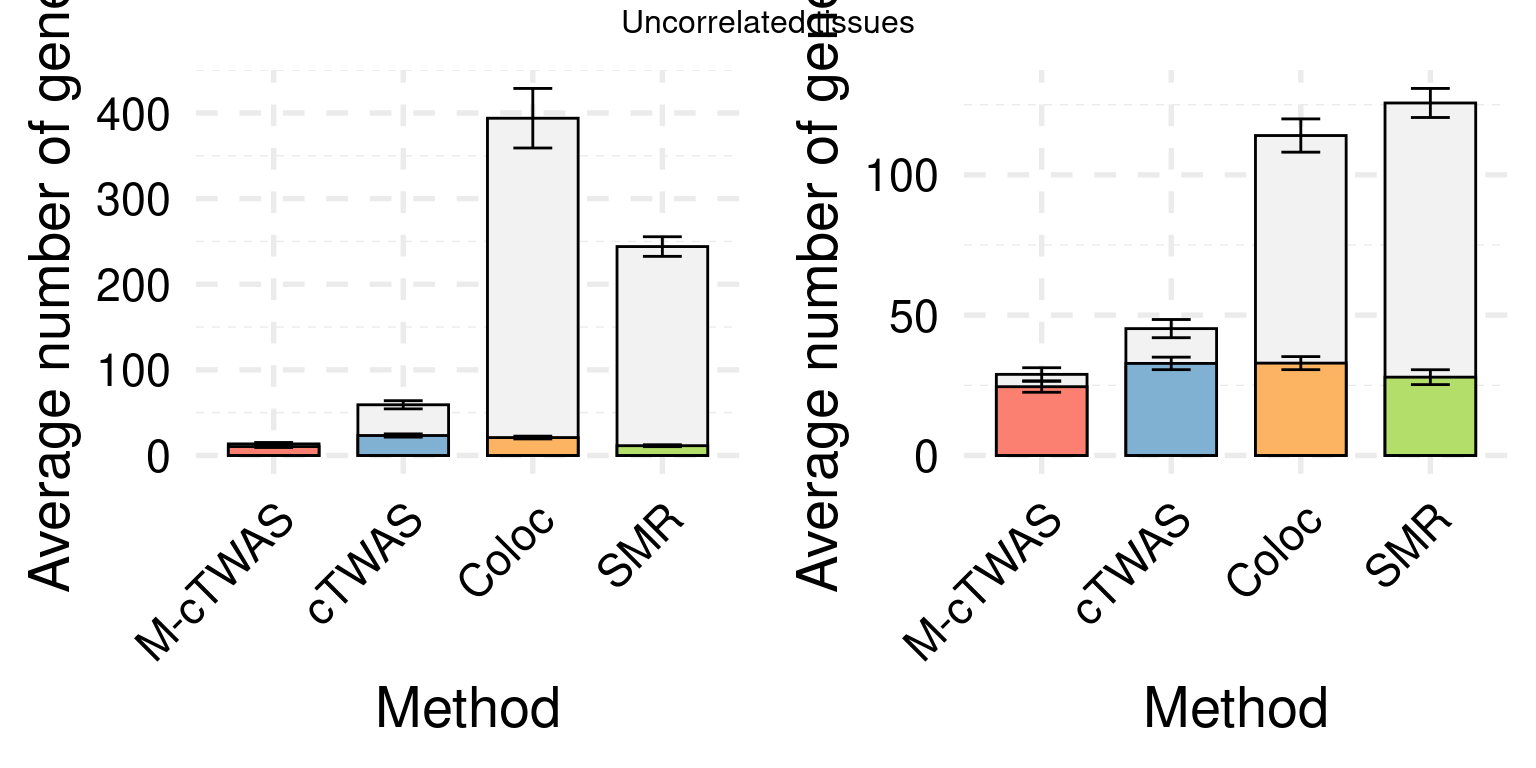 Uncorrelated tissues
Average number of gene
400
300
200
100
0
M-cTWAS
cTWAS
Coloc
SMR
Method
Average number of gene
100
50
0
M-cTWAS
cTWAS
Coloc
SMR
Method